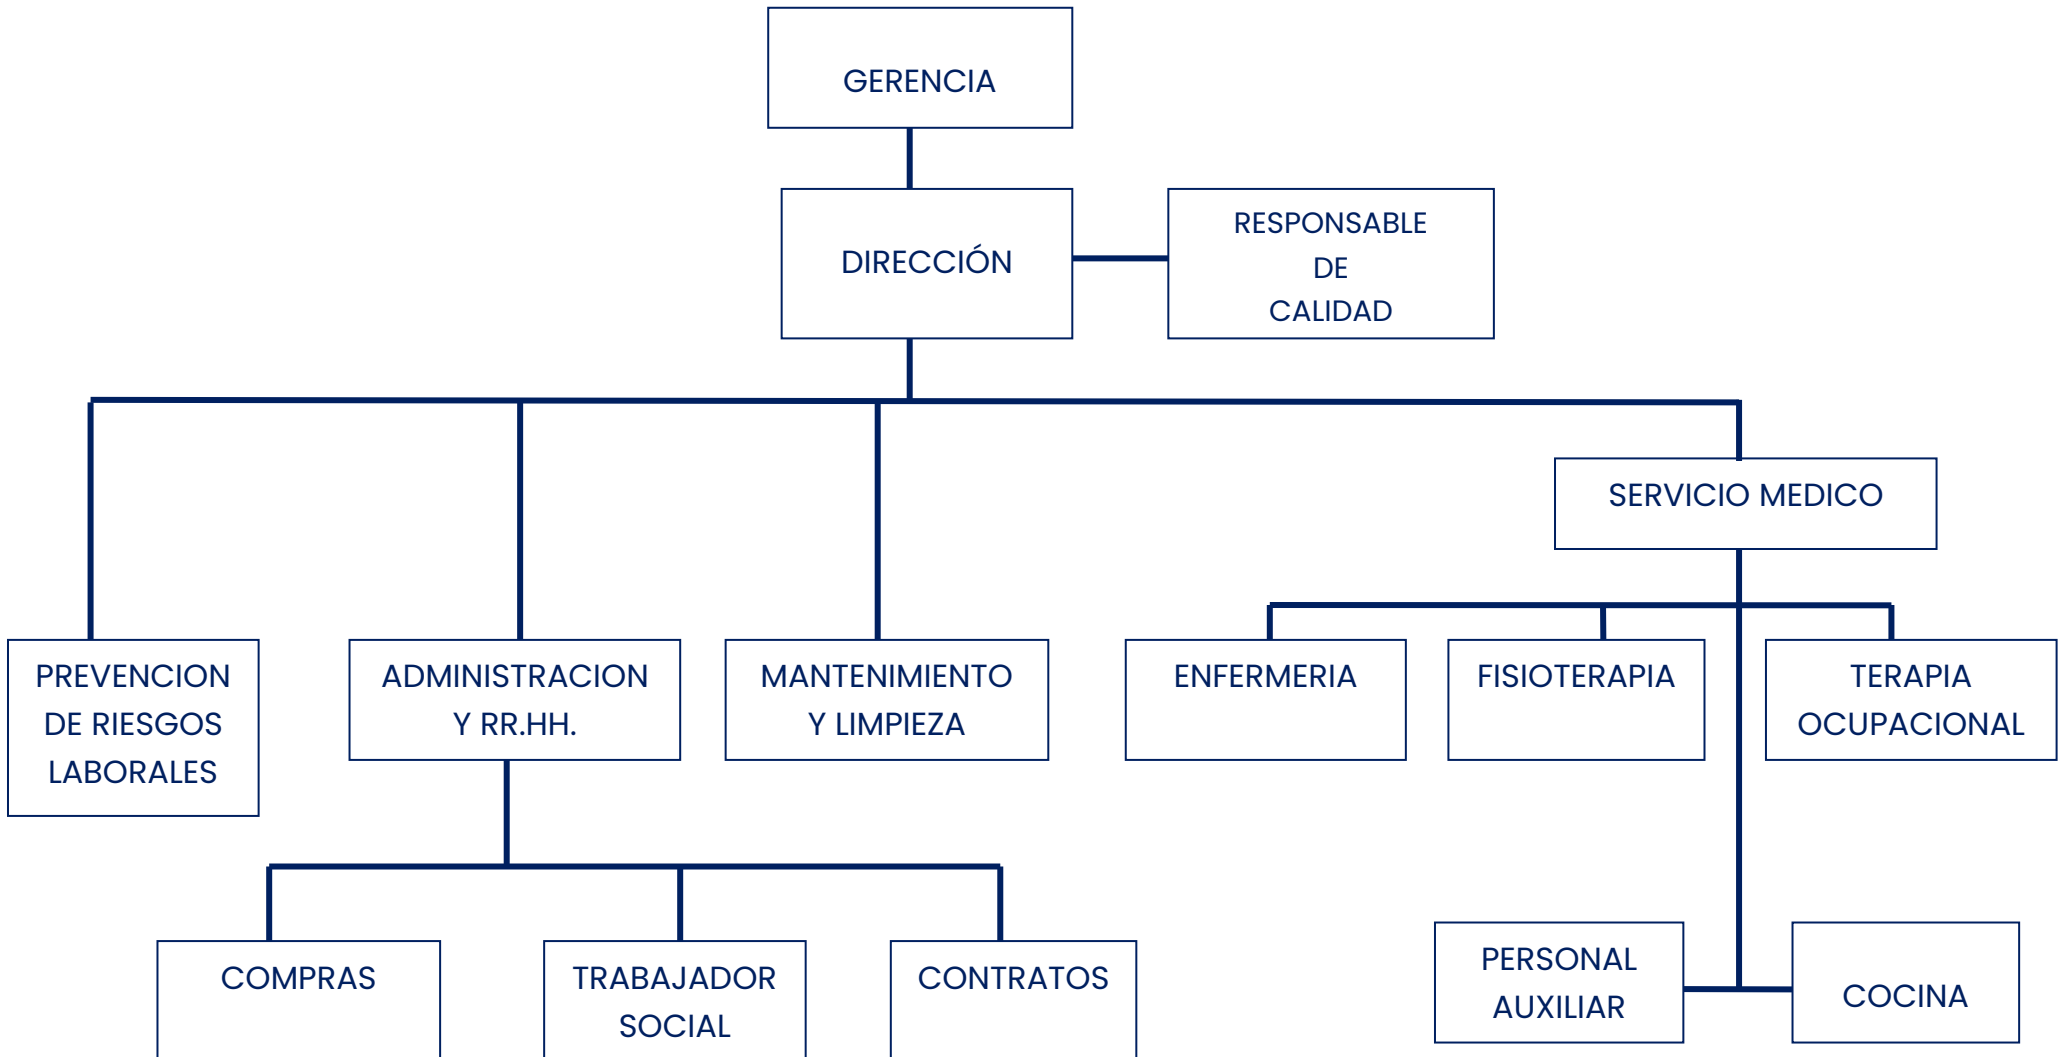 GERENCIA
DIRECCIÓN
RESPONSABLE
DE
CALIDAD
SERVICIO MEDICO
PREVENCION
DE RIESGOS
LABORALES
ADMINISTRACION
Y RR.HH.
MANTENIMIENTO
Y LIMPIEZA
ENFERMERIA
FISIOTERAPIA
TERAPIA
OCUPACIONAL
COMPRAS
TRABAJADOR
SOCIAL
CONTRATOS
PERSONAL
AUXILIAR
COCINA